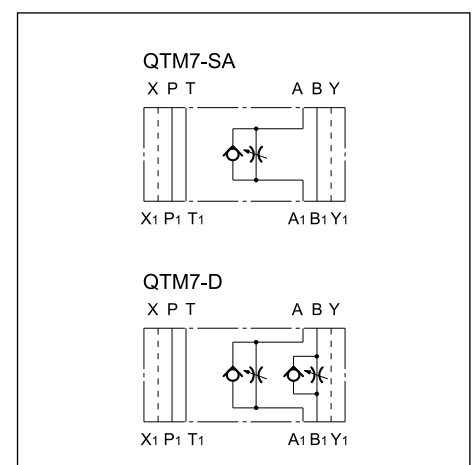 QTM7-SA
X P T A B Y
X1 P1 T1 A1 B1 Y1
QTM7-D
X P T A B Y
X1 P1 T1 A1 B1 Y1